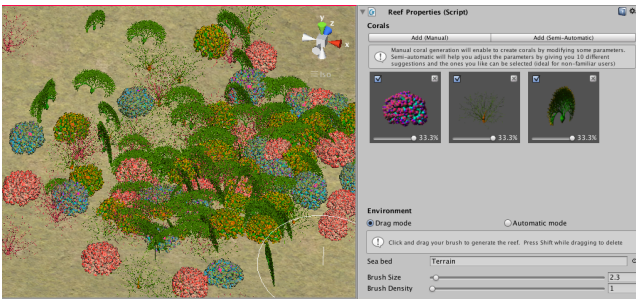 Reef Properties (Script)
Corals
Add (Manual)
Add (Semi-Automatic)
Manual coral generation will enable to create corals by modifying some parameters.
Semi-automatic will help you adjust the parameters by giving you 10 different
suggestions and the ones you like can be selected (ideal for non-familiar users)
33.3%
33.3%
33.3%
Environment
Drag mode
Automatic mode
Click and drag your brush to generate the reef. Press Shift while dragging to delete
Sea bed
Terrain
Brush Size
2.3
Brush Density
1
y
z
x